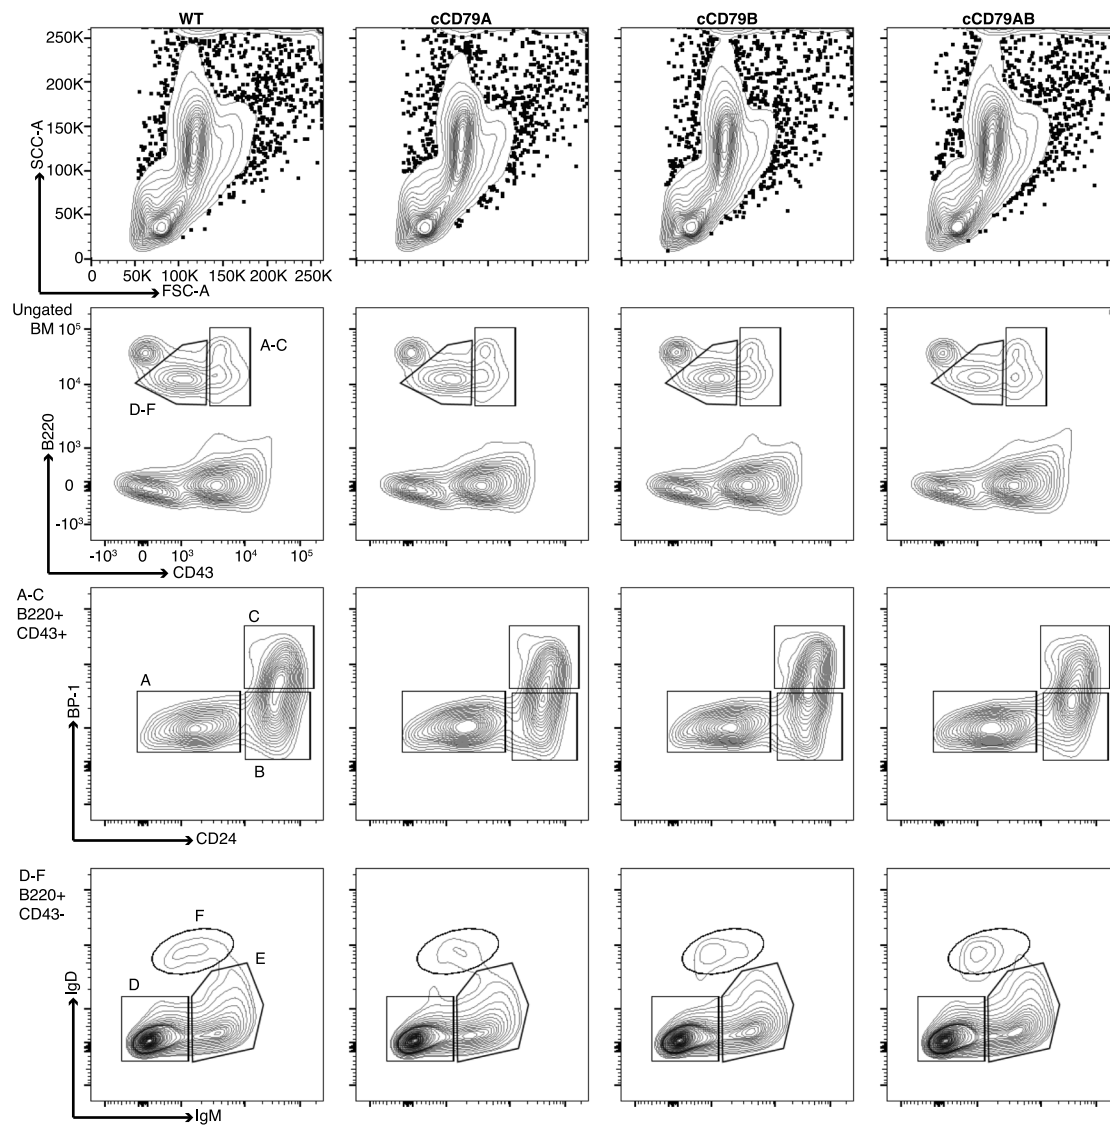 WT cCD79A cCD79B cCD79AB
250K
200K
150K
100K
50K
0
SCC-A
0 50K 100K 150K 200K 250K
FSC-A
Ungated
BM
10⁵
10⁴
10³
0
-10³
A-C
D-F
B220
-10³ 0 10³ 10⁴ 10⁵
CD43
A-C
B220+
CD43+
C
A
B
BP-1
CD24
D-F
B220+
CD43-
F
E
D
IgD
IgM